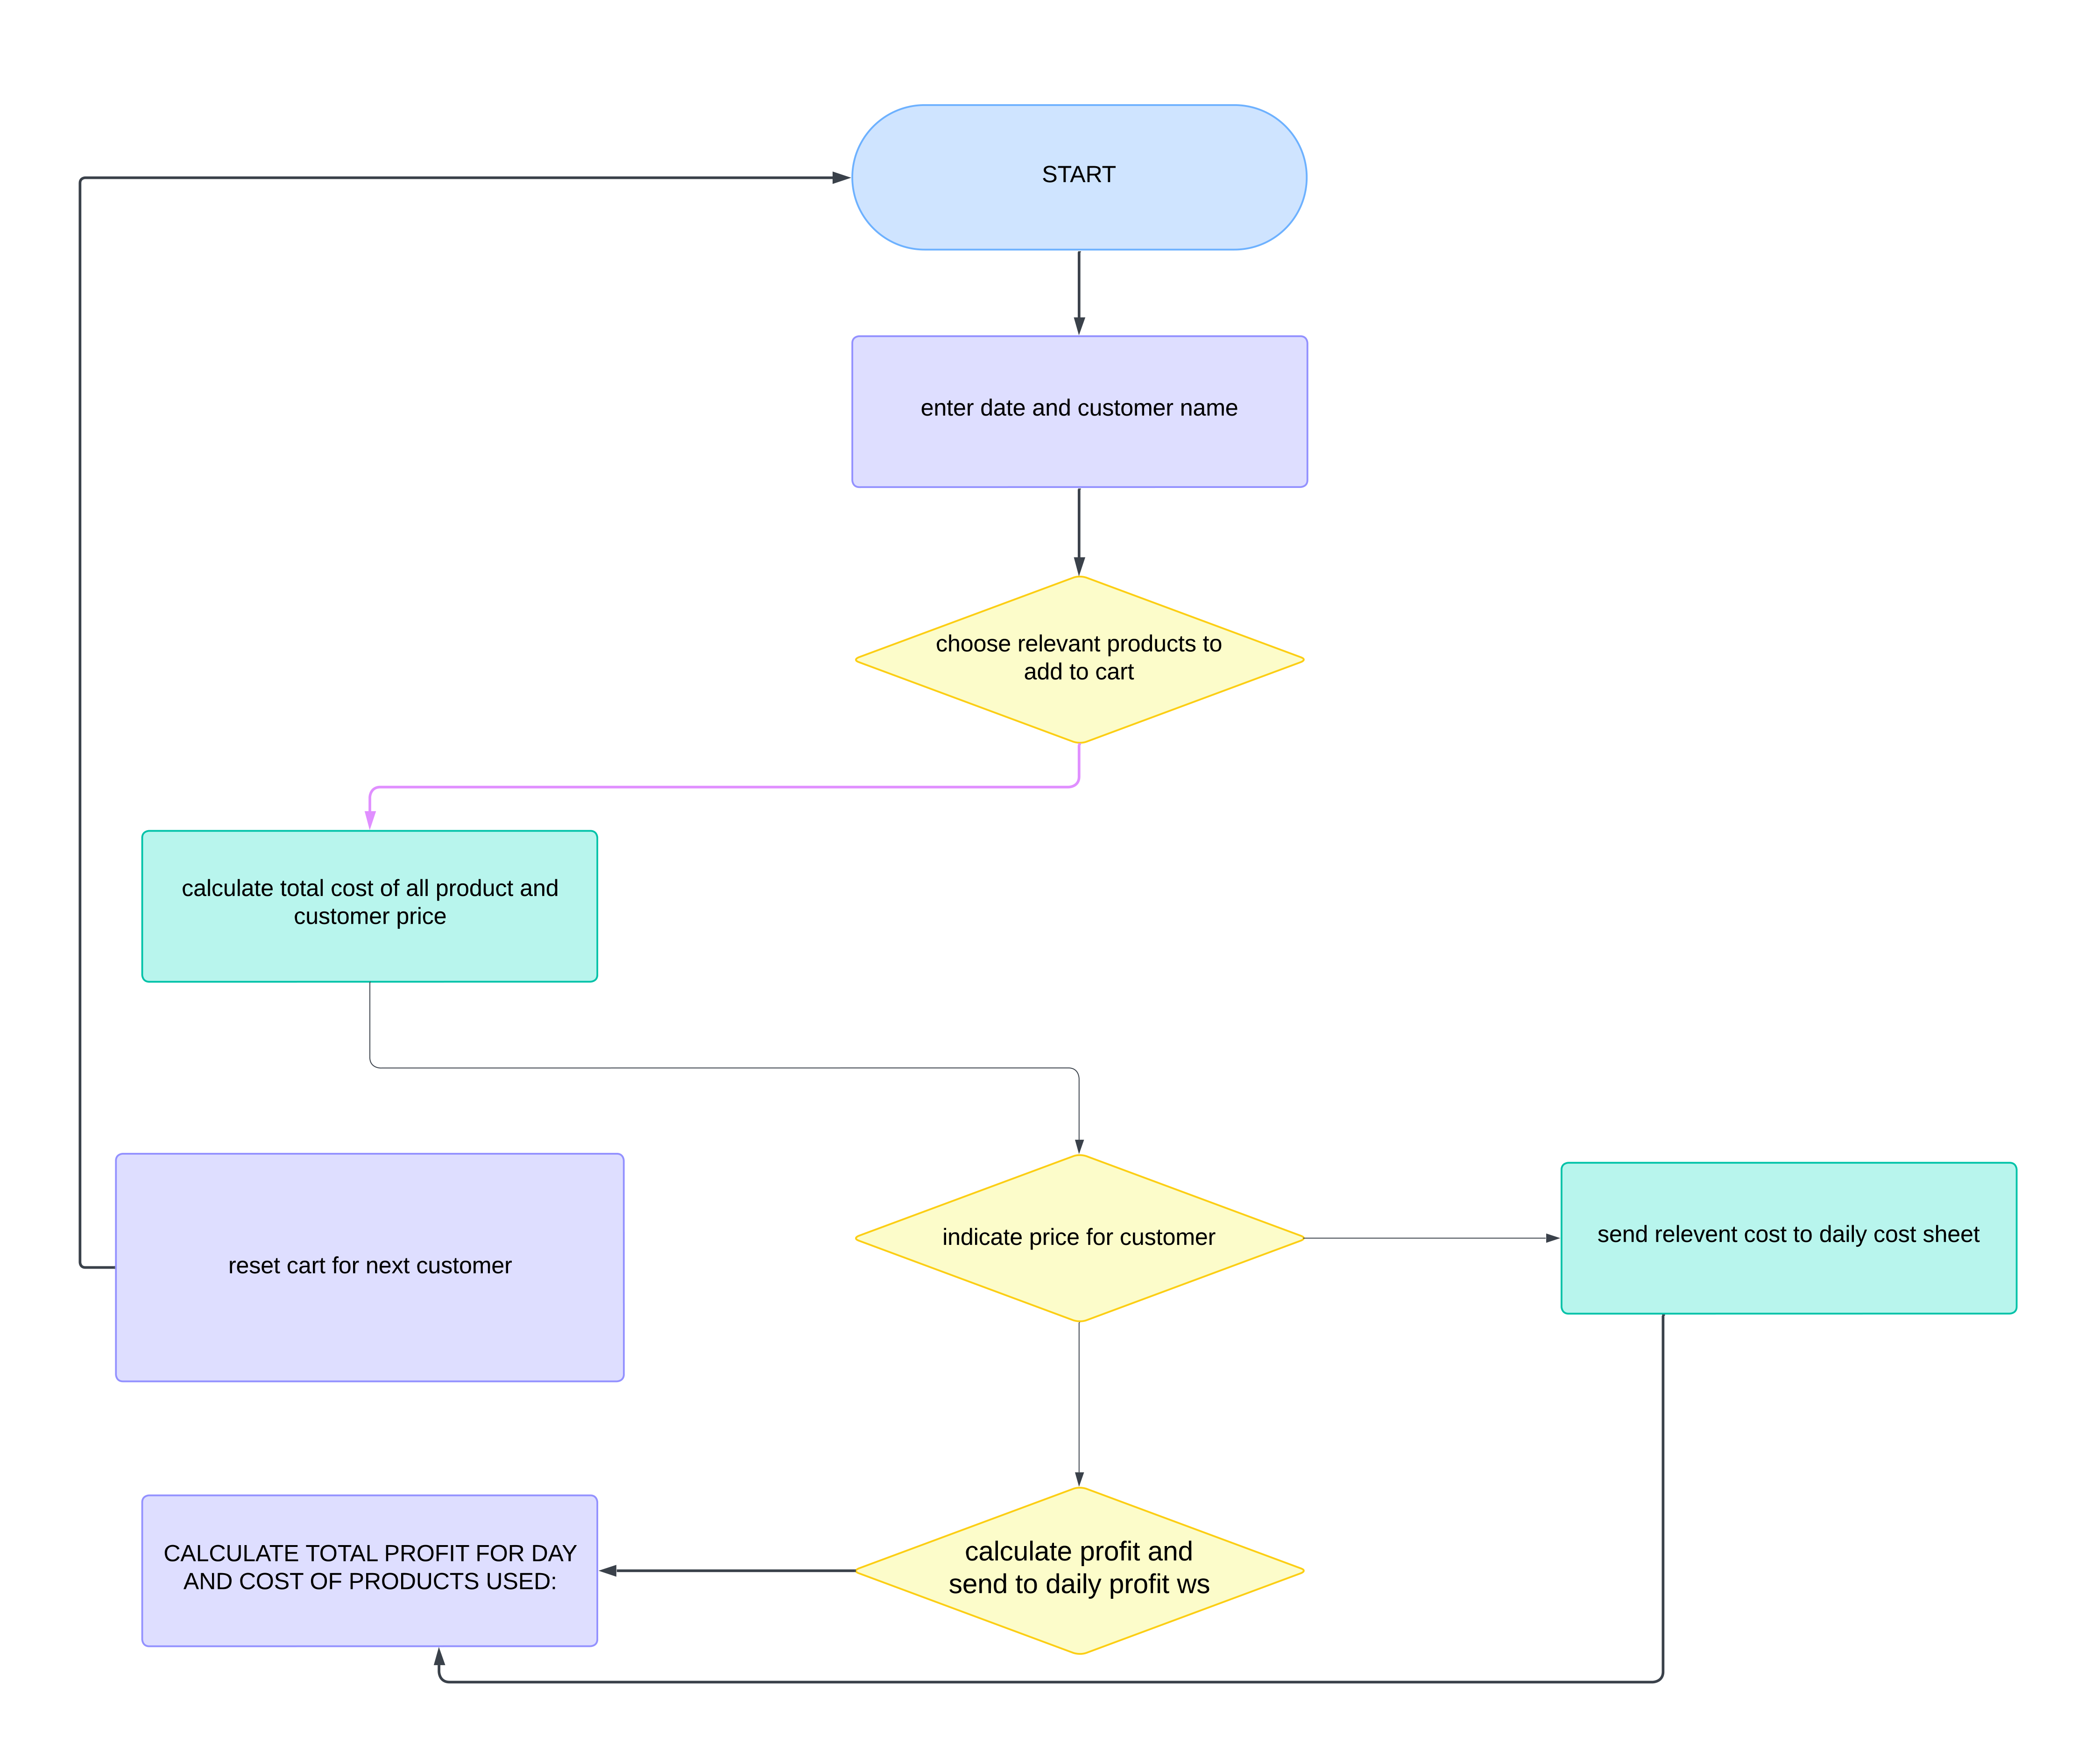 START
enter date and customer name
choose relevant products to
add to cart
calculate total cost of all product and
customer price
reset cart for next customer
indicate price for customer
send relevent cost to daily cost sheet
CALCULATE TOTAL PROFIT FOR DAY
AND COST OF PRODUCTS USED:
calculate profit and
send to daily profit ws